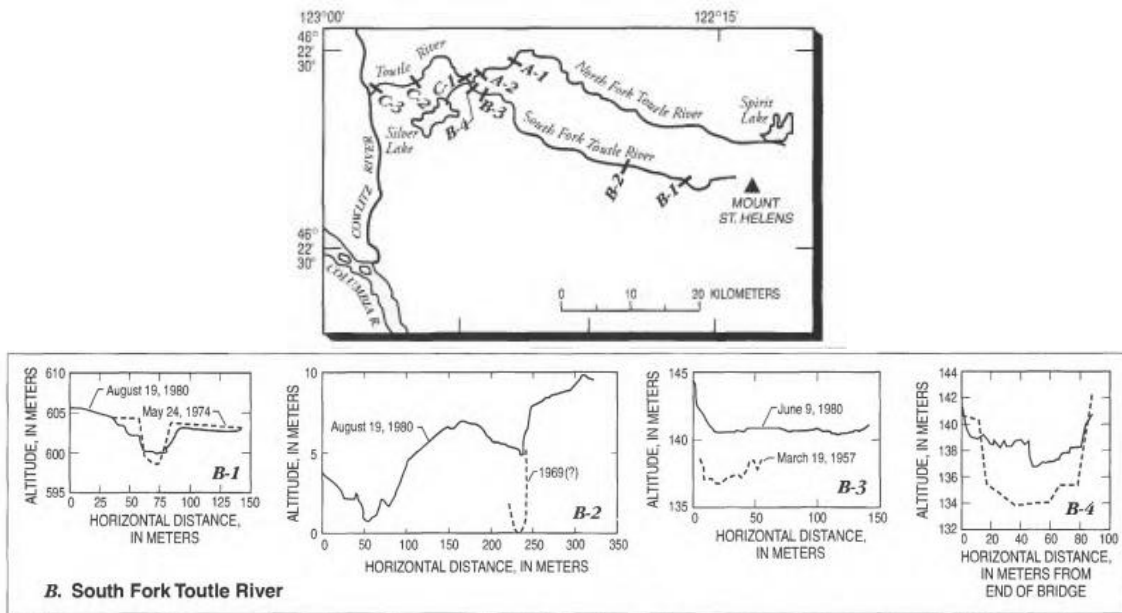 123°00′ 122°15′
46°
22′
30″
Toutle River
C-3
C-2
C-1
A-2
A-1
B-4
B-3
Silver
Lake
North Fork Toutle River
South Fork Toutle River
Spirit
Lake
B-2
B-1
MOUNT
ST. HELENS
COWLITZ RIVER
46°
22′
30″
COLUMBIA R.
0 10 20 KILOMETERS
ALTITUDE, IN METERS
610
605
600
595
August 19, 1980
May 24, 1974
B-1
0 25 50 75 100 125 150
HORIZONTAL DISTANCE,
IN METERS
ALTITUDE, IN METERS
10
5
0
August 19, 1980
1969(?)
B-2
0 50 100 150 200 250 300 350
HORIZONTAL DISTANCE, IN METERS
ALTITUDE, IN METERS
145
140
135
June 9, 1980
March 19, 1957
B-3
0 50 100 150
HORIZONTAL DISTANCE,
IN METERS
ALTITUDE, IN METERS
144
142
140
138
136
134
132
B-4
0 20 40 60 80 100
HORIZONTAL DISTANCE,
IN METERS FROM
END OF BRIDGE
B. South Fork Toutle River